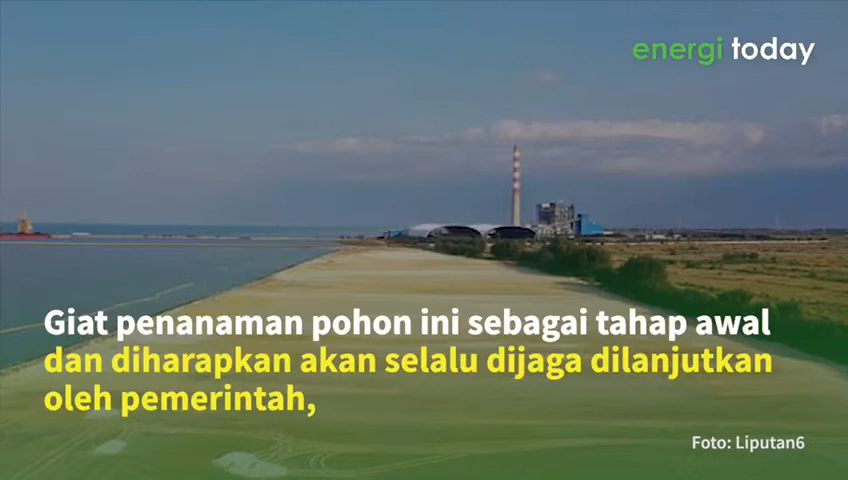 energi today
Giat penanaman pohon ini sebagai tahap awal
dan diharapkan akan selalu dijaga dilanjutkan
oleh pemerintah,
Foto: Liputan6